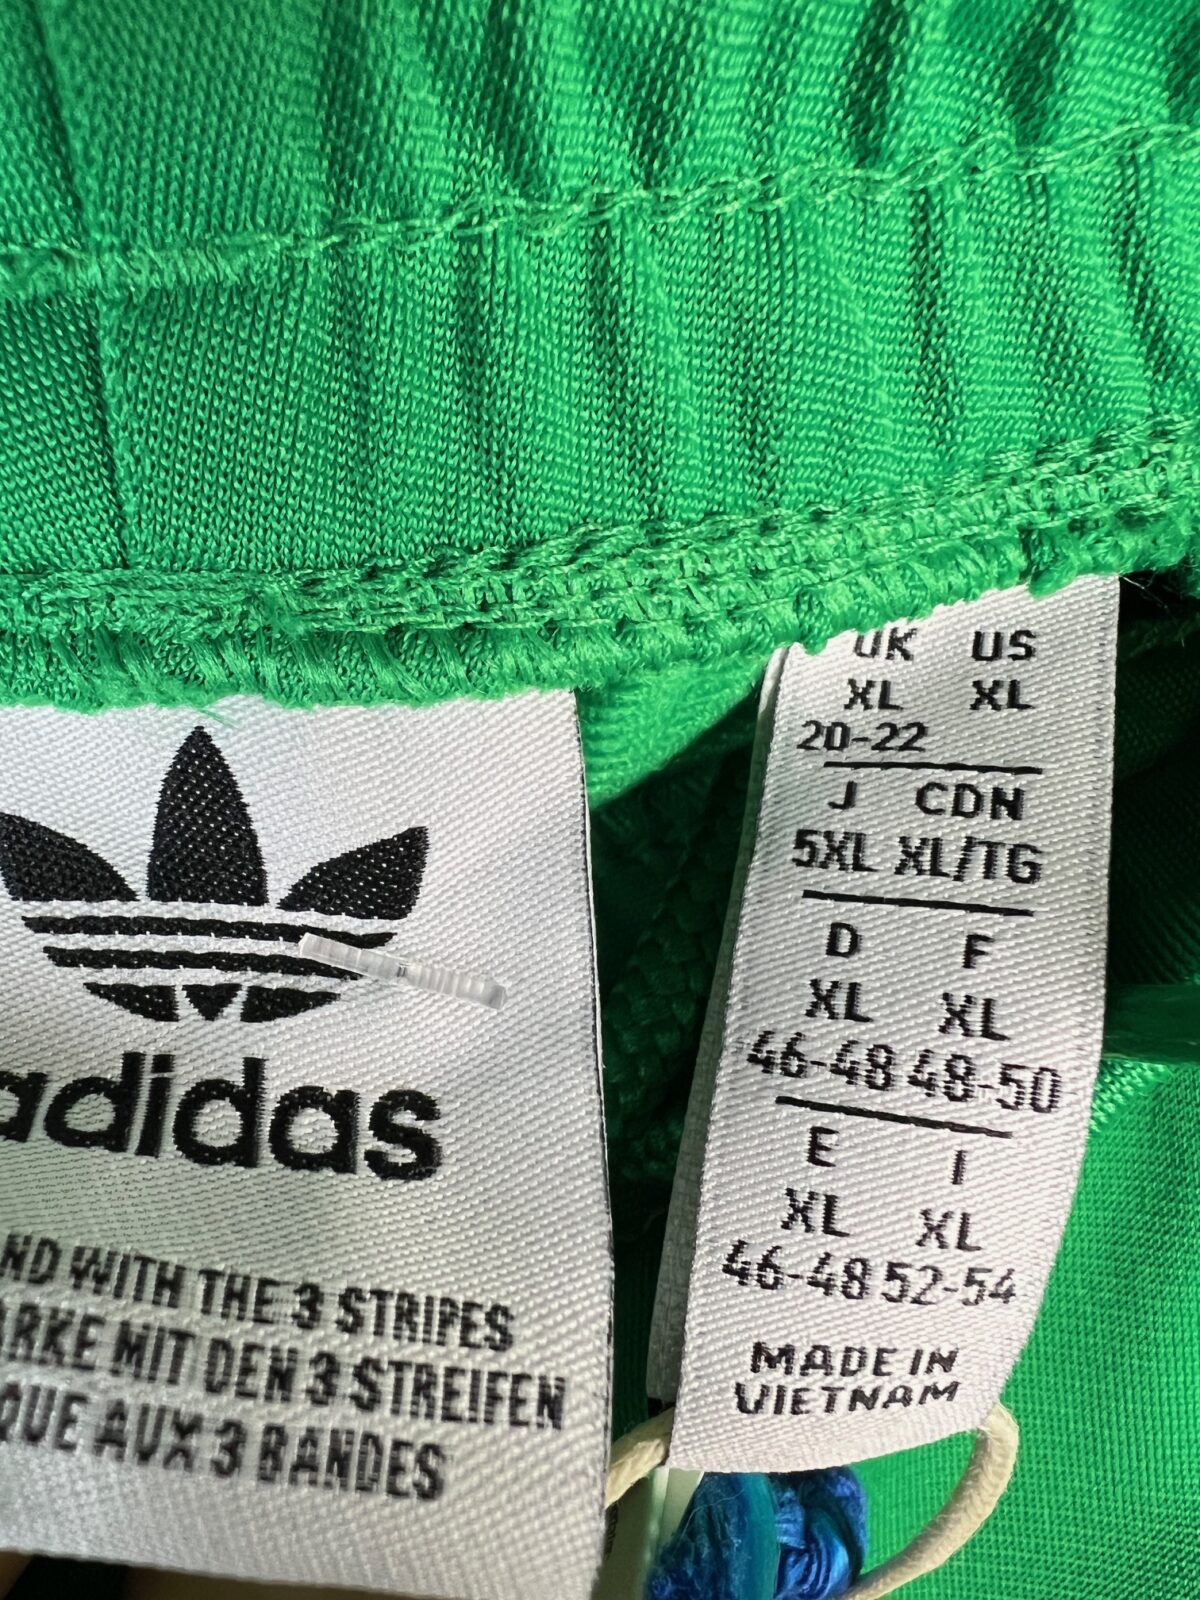 adidas
ND WITH THE 3 STRIPES
ARKE MIT DEN 3 STREIFEN
QUE AUX 3 BANDES
UK US
XL XL
20-22
J CDN
5XL XL/TG
D F
XL XL
46-48 48-50
E I
XL XL
46-48 52-54
MADE IN
VIETNAM